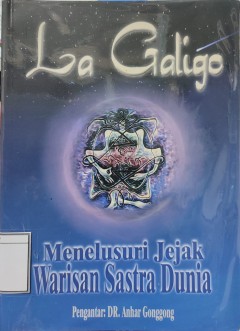 La Galigo
Menelusuri Jejak
Warisan Sastra Dunia
Pengantar: DR. Anhar Gonggong